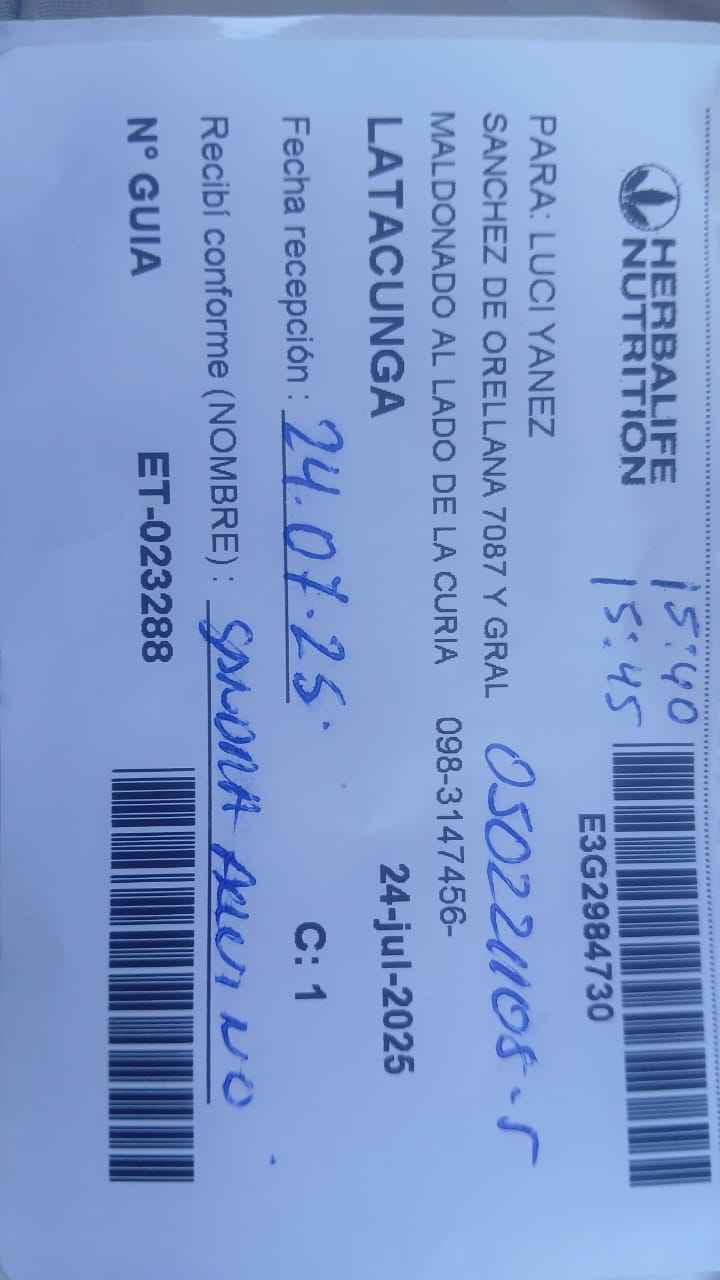 HERBALIFE
NUTRITION
15:40
15:45
E3G2984730
PARA: LUCI YANEZ
SANCHEZ DE ORELLANA 7087 Y GRAL
MALDONADO AL LADO DE LA CURIA 098-3147456-
050221108-5
LATACUNGA 24-jul-2025
Fecha recepción : 24.07.25. C: 1
Recibí conforme (NOMBRE) :
N° GUIA ET-023288